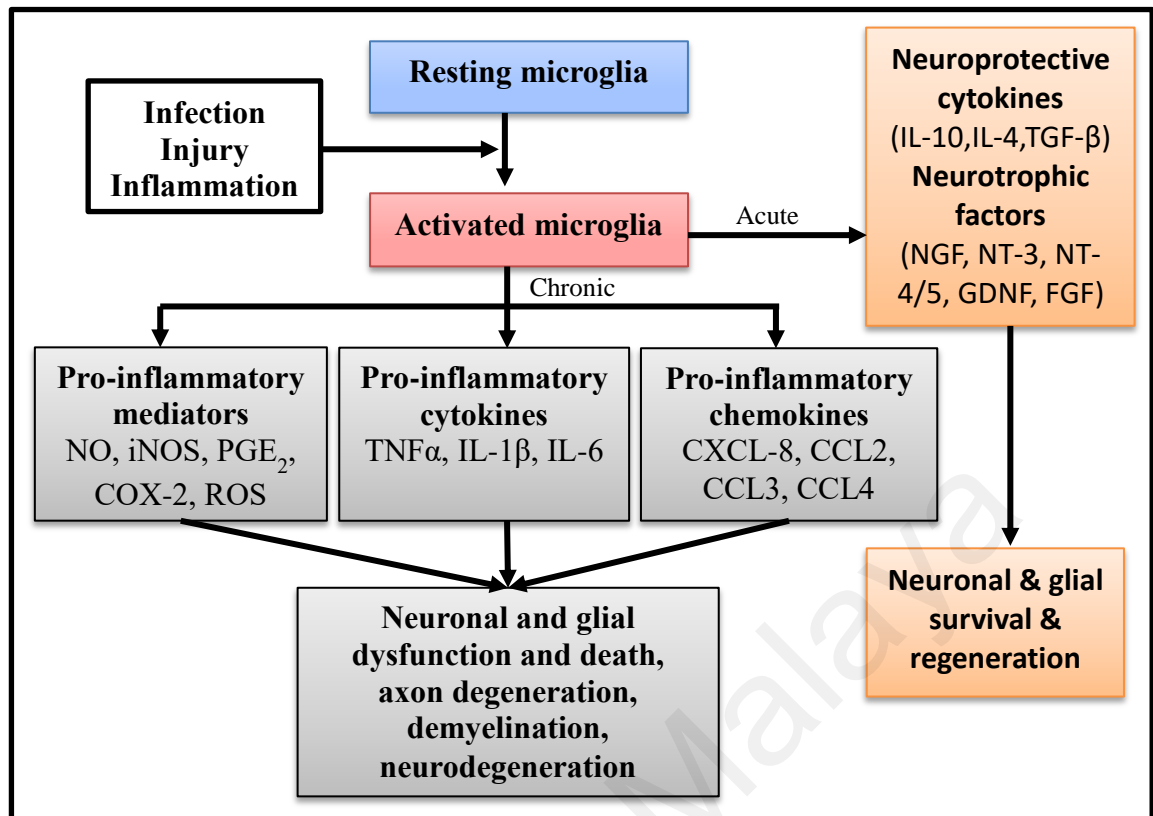 Resting microglia
Infection
Injury
Inflammation
Activated microglia
Acute
Neuroprotective
cytokines
(IL-10,IL-4,TGF-β)
Neurotrophic
factors
(NGF, NT-3, NT-
4/5, GDNF, FGF)
Chronic
Pro-inflammatory
mediators
NO, iNOS, PGE₂,
COX-2, ROS
Pro-inflammatory
cytokines
TNFα, IL-1β, IL-6
Pro-inflammatory
chemokines
CXCL-8, CCL2,
CCL3, CCL4
Neuronal and glial
dysfunction and death,
axon degeneration,
demyelination,
neurodegeneration
Neuronal & glial
survival &
regeneration
Malaya